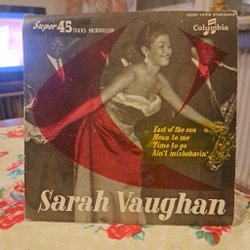 Super 45 TOURS MICROSILLON
Columbia
East of the sun
Mean to me
Time to go
Ain't misbehavin'
Sarah Vaughan